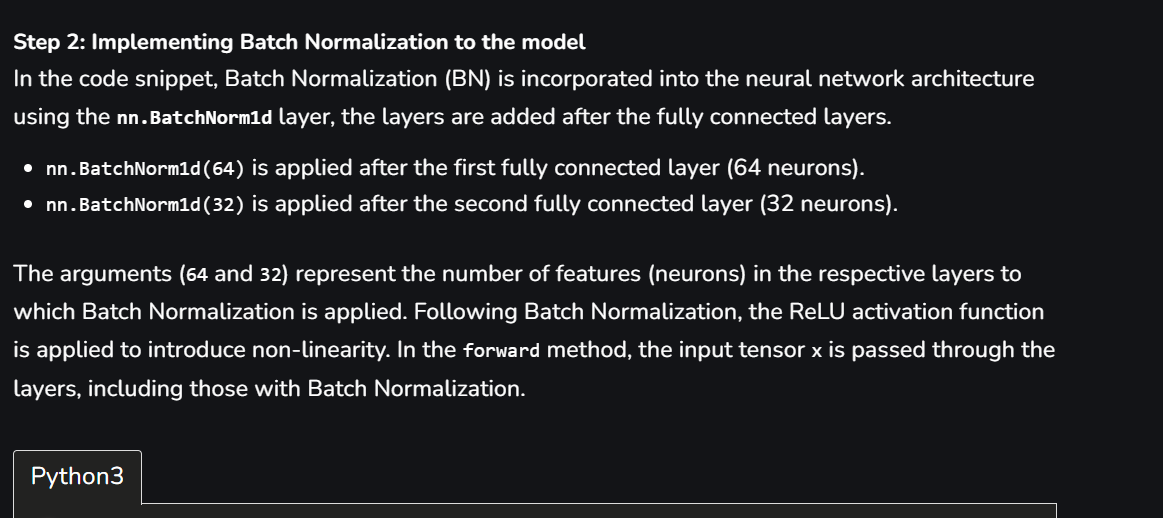 Step 2: Implementing Batch Normalization to the model
In the code snippet, Batch Normalization (BN) is incorporated into the neural network architecture
using the nn.BatchNorm1d layer, the layers are added after the fully connected layers.
• nn.BatchNorm1d(64) is applied after the first fully connected layer (64 neurons).
• nn.BatchNorm1d(32) is applied after the second fully connected layer (32 neurons).
The arguments (64 and 32) represent the number of features (neurons) in the respective layers to
which Batch Normalization is applied. Following Batch Normalization, the ReLU activation function
is applied to introduce non-linearity. In the forward method, the input tensor x is passed through the
layers, including those with Batch Normalization.
Python3